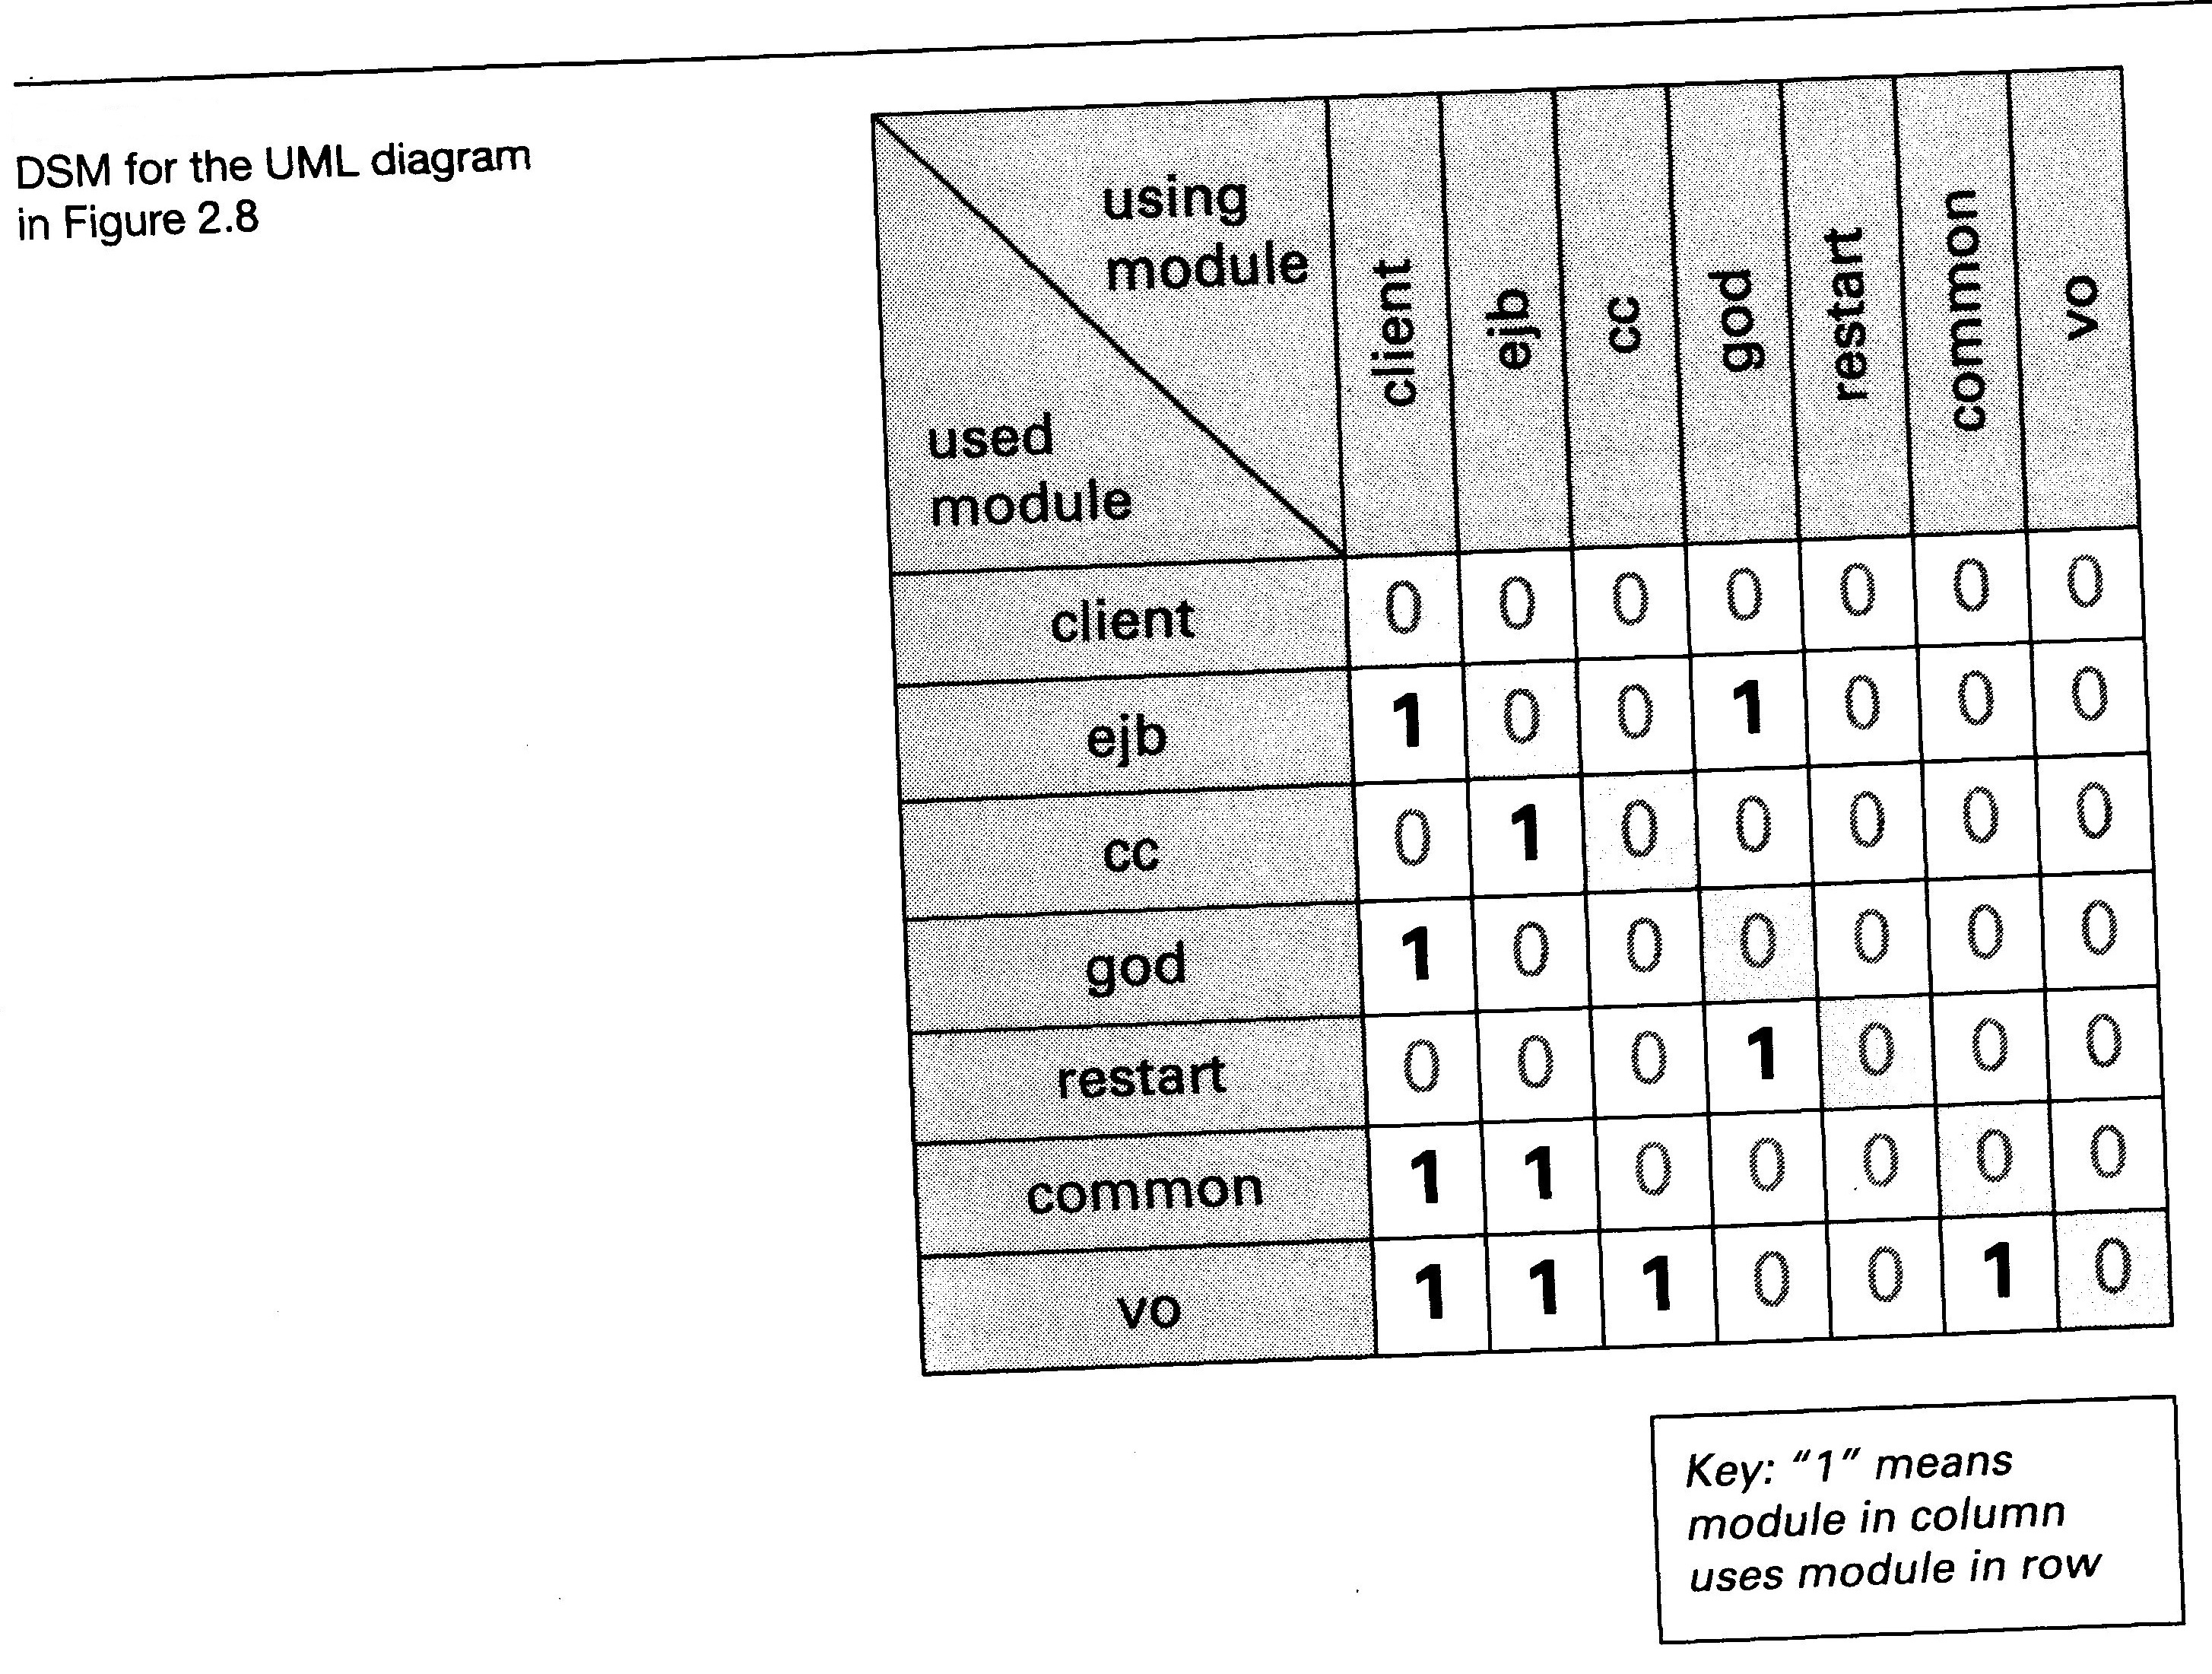 DSM for the UML diagram
in Figure 2.8
using
module
used
module
client
ejb
cc
god
restart
common
vo
client 0 0 0 0 0 0 0
ejb 1 0 0 1 0 0 0
cc 0 1 0 0 0 0 0
god 1 0 0 0 0 0 0
restart 0 0 0 1 0 0 0
common 1 1 0 0 0 0 0
vo 1 1 1 0 0 1 0
Key: “1” means
module in column
uses module in row